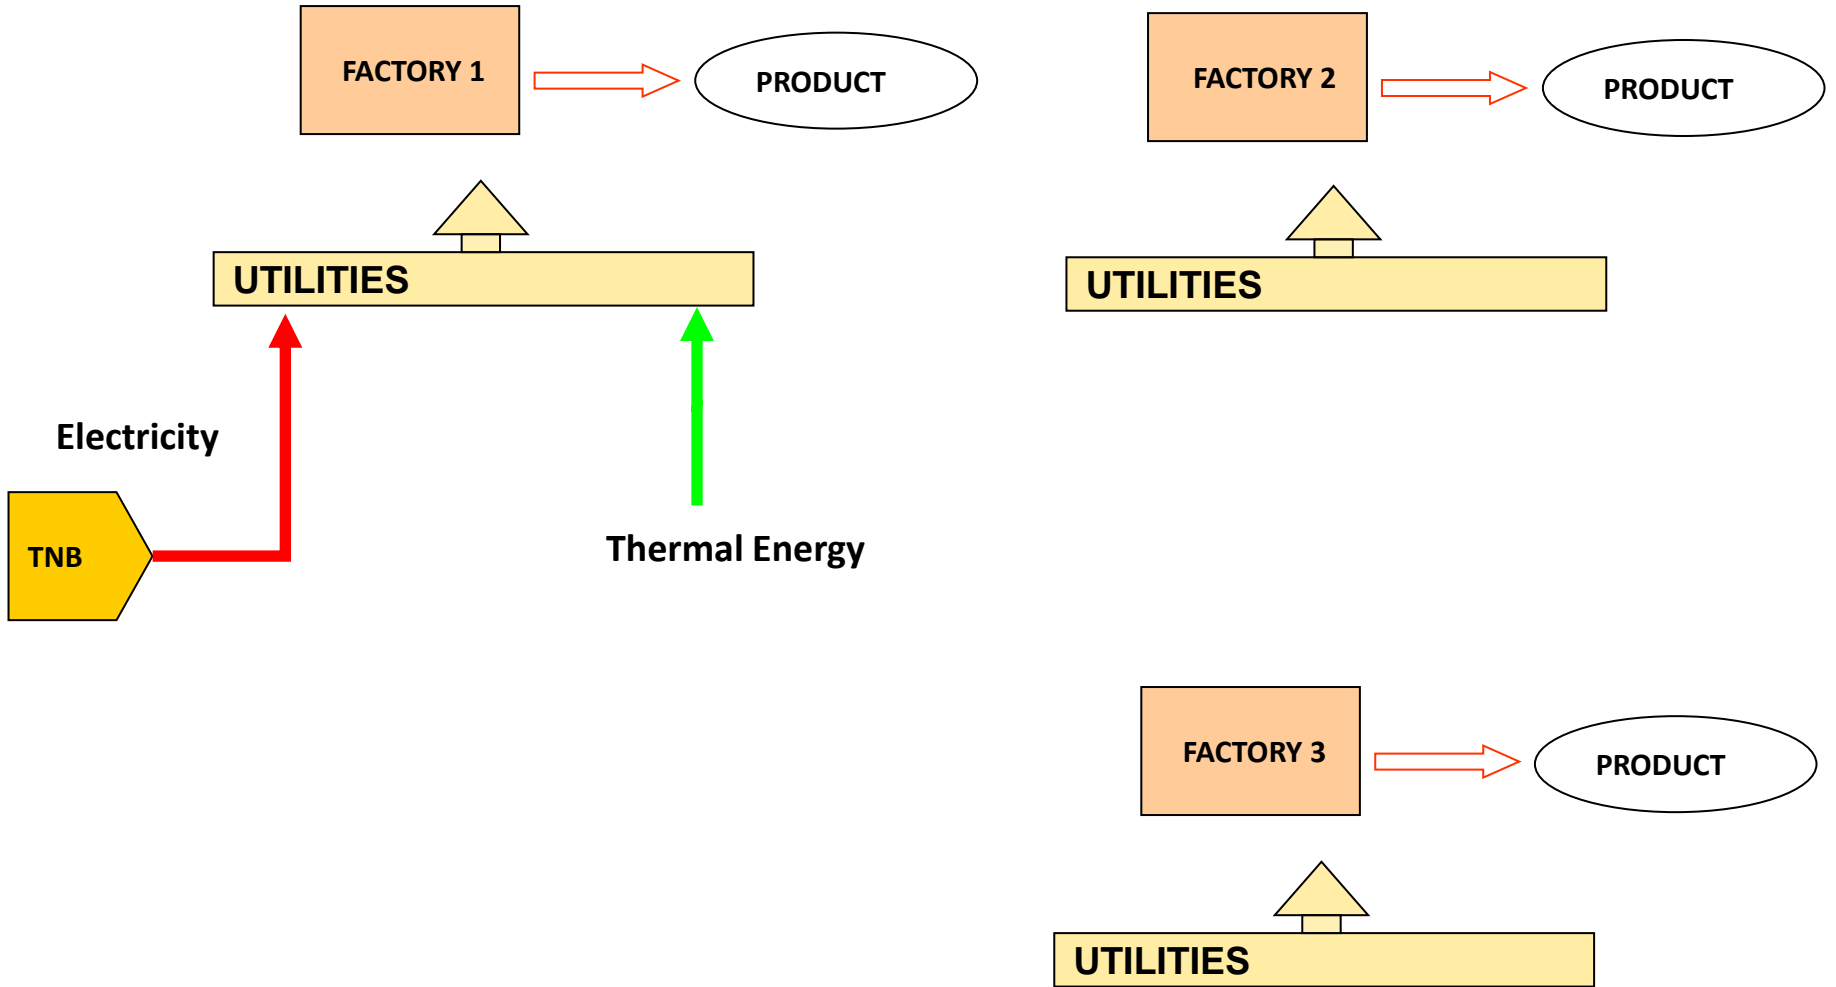 FACTORY 1
PRODUCT
FACTORY 2
PRODUCT
UTILITIES
UTILITIES
Electricity
TNB
Thermal Energy
FACTORY 3
PRODUCT
UTILITIES